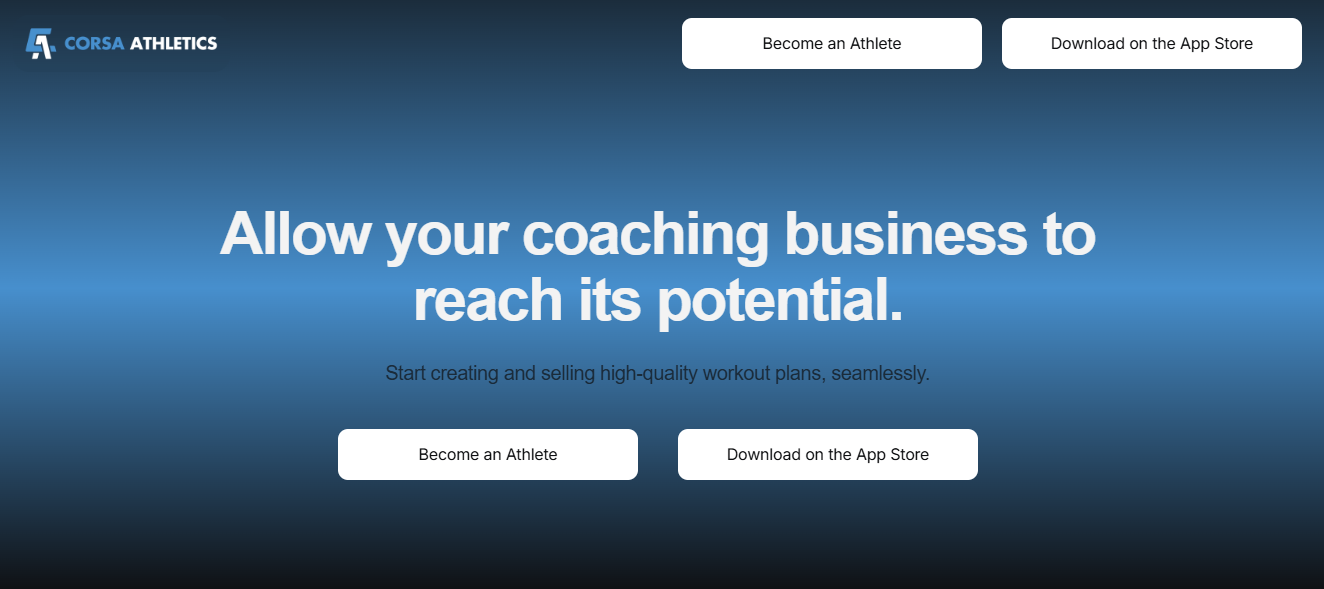 CORSA ATHLETICS
Become an Athlete
Download on the App Store
Allow your coaching business to
reach its potential.
Start creating and selling high-quality workout plans, seamlessly.
Become an Athlete
Download on the App Store